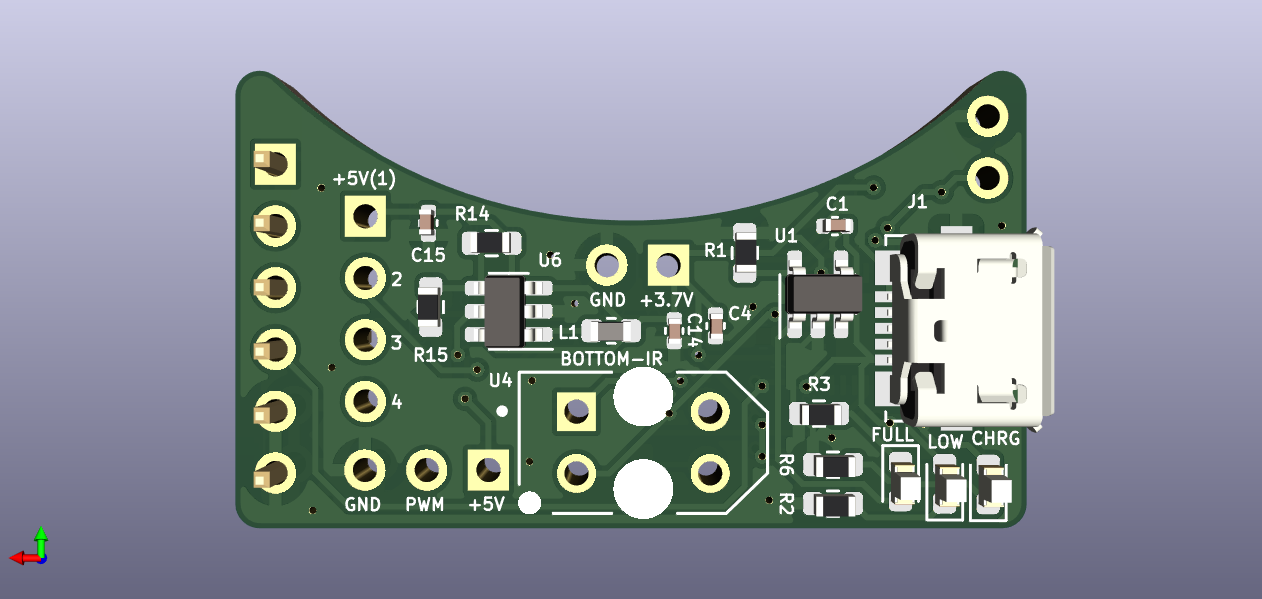 +5V(1)
R14
C15
C1
J1
R1
U1
U6
2
GND
+3.7V
L1
C14
C4
3
R15
BOTTOM-IR
U4
R3
4
FULL
LOW
CHRG
R6
R2
GND
PWM
+5V